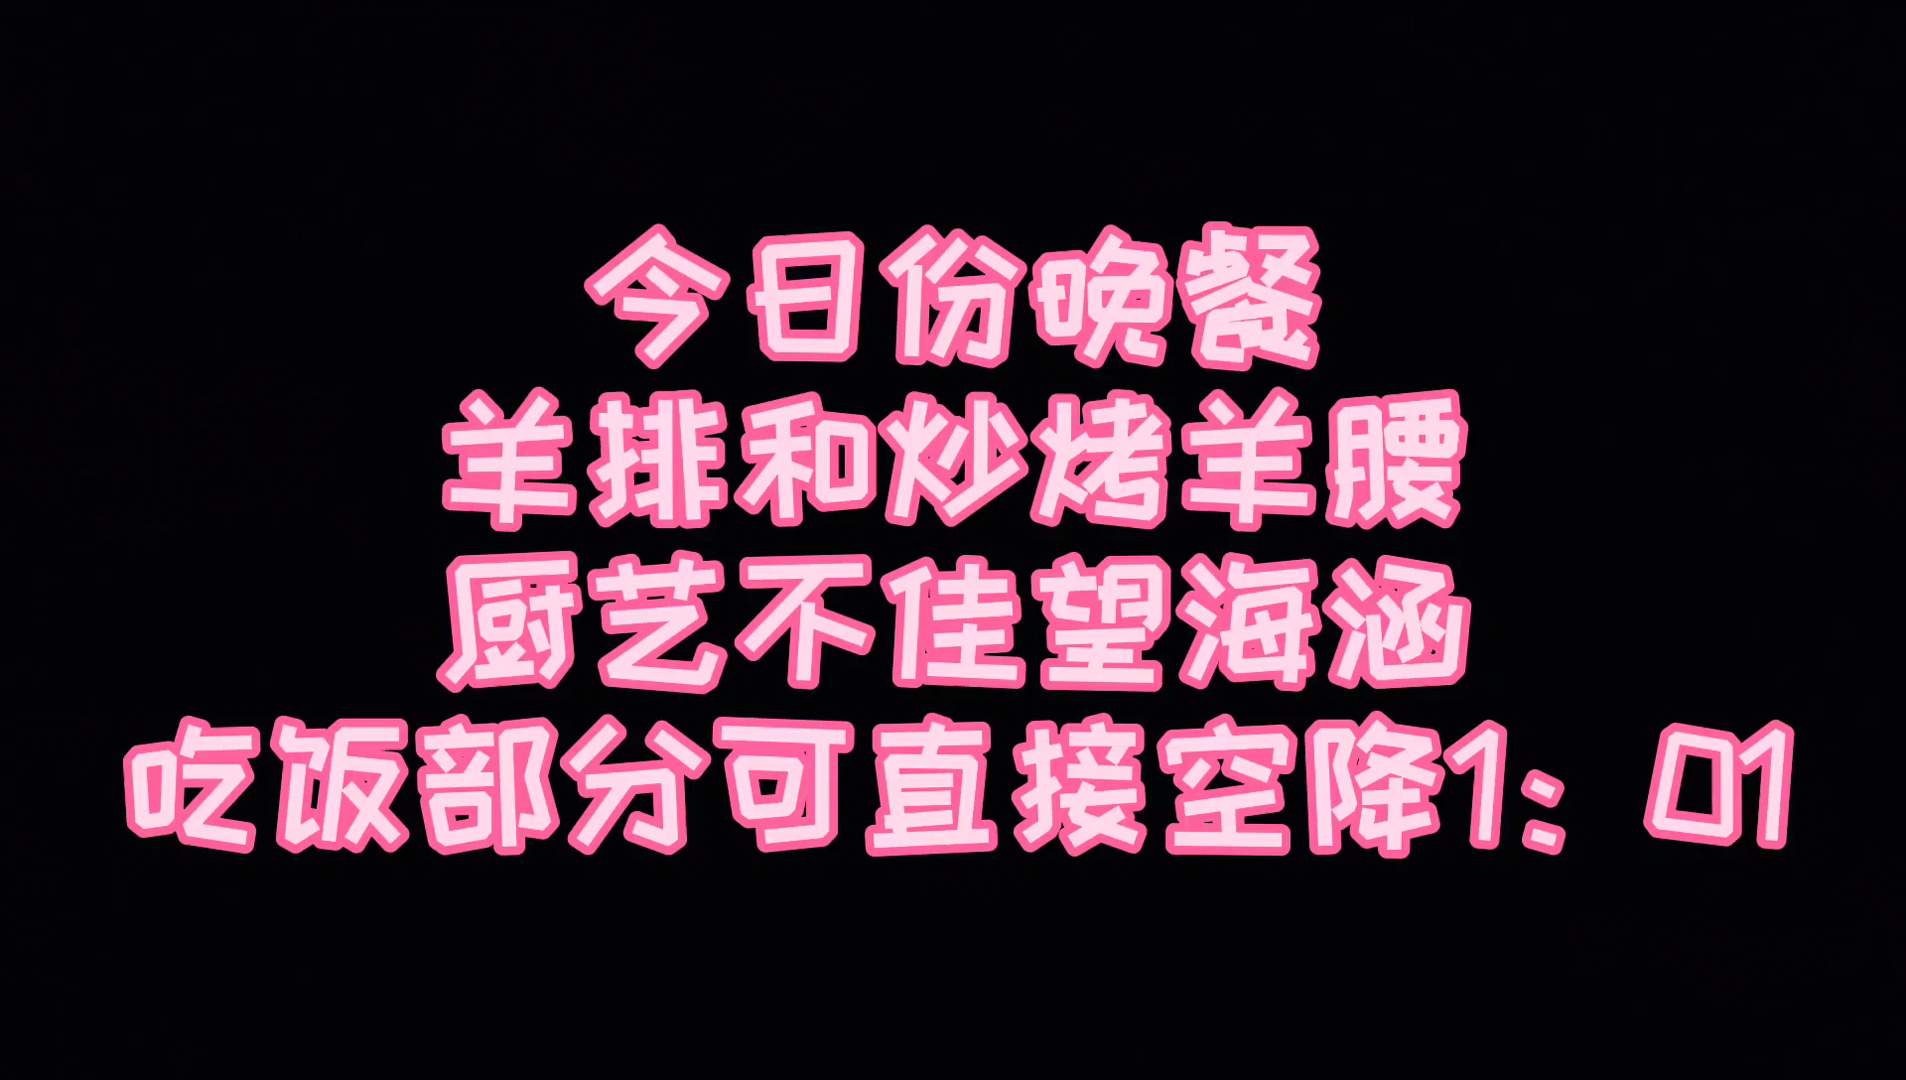 今日份晚餐
羊排和炒烤羊腰
厨艺不佳望海涵
吃饭部分可直接空降1：01